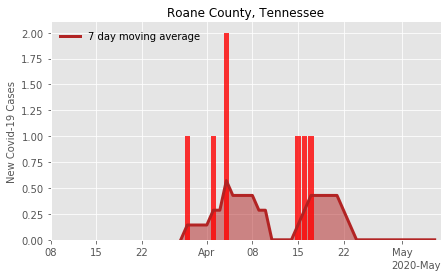 Roane County, Tennessee
7 day moving average
New Covid-19 Cases
2.00
1.75
1.50
1.25
1.00
0.75
0.50
0.25
0.00
08
15
22
Apr
08
15
22
May
2020-May